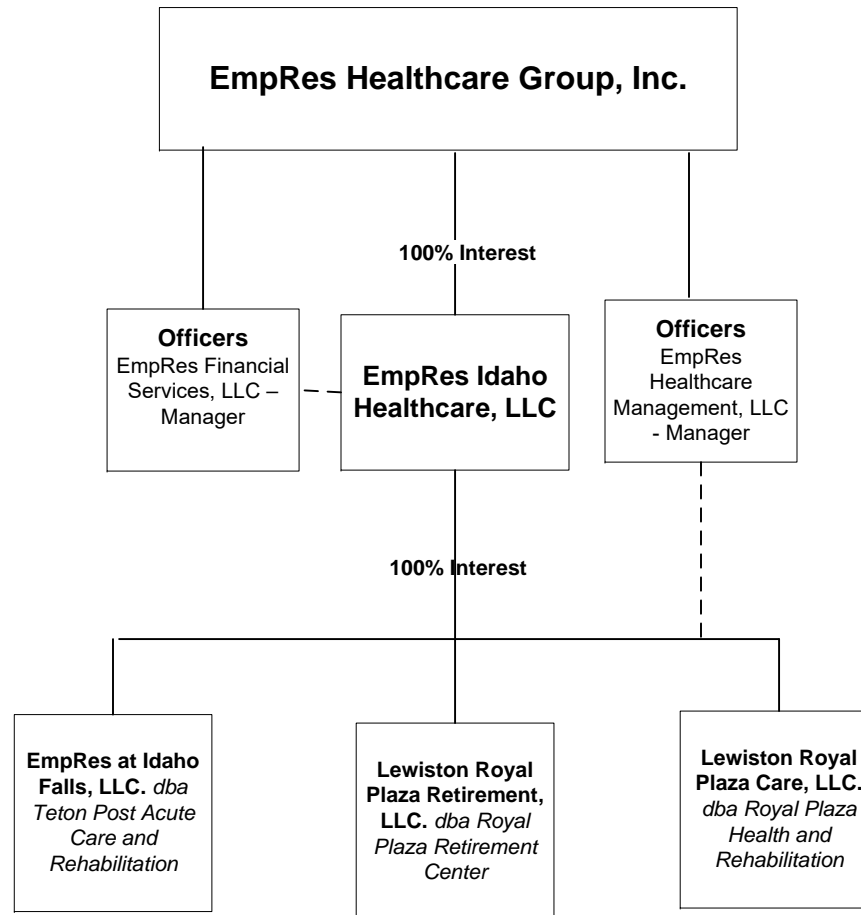 EmpRes Healthcare Group, Inc.
100% Interest
Officers
EmpRes Financial
Services, LLC –
Manager
EmpRes Idaho
Healthcare, LLC
Officers
EmpRes
Healthcare
Management, LLC
- Manager
100% Interest
EmpRes at Idaho
Falls, LLC. dba
Teton Post Acute
Care and
Rehabilitation
Lewiston Royal
Plaza Retirement,
LLC. dba Royal
Plaza Retirement
Center
Lewiston Royal
Plaza Care, LLC.
dba Royal Plaza
Health and
Rehabilitation